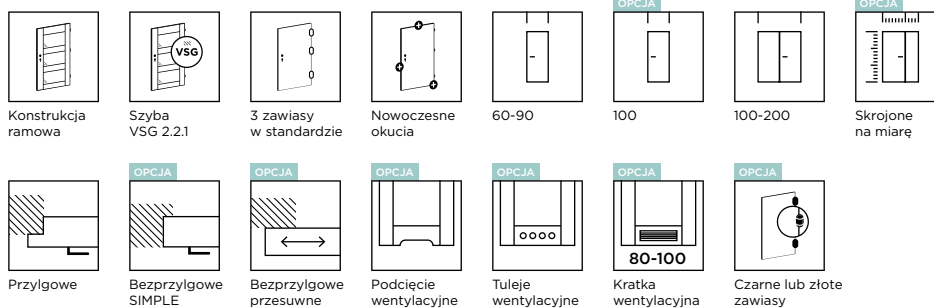 OPCJA
OPCJA
VSG
Konstrukcja
ramowa
Szyba
VSG 2.2.1
3 zawiasy
w standardzie
Nowoczesne
okucia
60-90
100
100-200
Skrojone
na miarę
OPCJA
OPCJA
OPCJA
OPCJA
OPCJA
OPCJA
80-100
Przylgowe
Bezprzylgowe
SIMPLE
Bezprzylgowe
przesuwne
Podcięcie
wentylacyjne
Tuleje
wentylacyjne
Kratka
wentylacyjna
Czarne lub złote
zawiasy